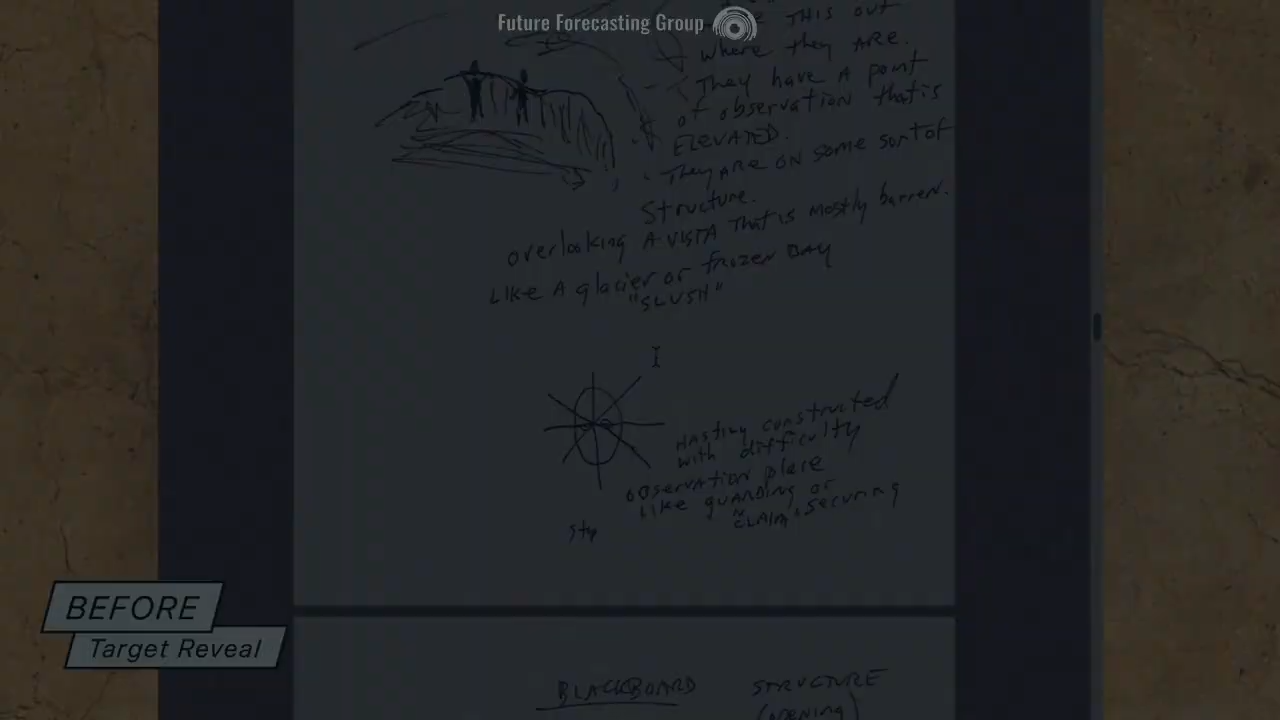 Future Forecasting Group
THIS OUT
where they ARE.
They have A point
of observation that is
ELEVATED.
They ARE ON some sort of
Structure.
overlooking A VISTA That is mostly barren.
LIKE A glacier or frozen BAY
"SLUSH"
constructed
with difficulty
observation place
like guarding or
"CLAIM" securing
BEFORE
Target Reveal
BLACKBOARD STRUCTURE
(opening)